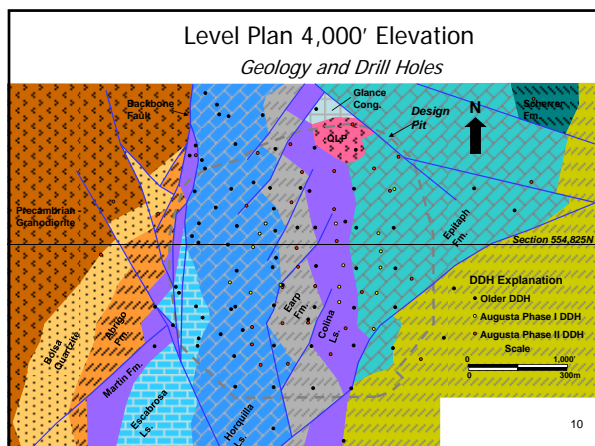 Level Plan 4,000’ Elevation
Geology and Drill Holes
Backbone
Fault
Glance
Cong.
Design
Pit
N
Scherrer
Fm.
QLP
Precambrian
Granodiorite
Epitaph
Fm.
Section 554,825N
DDH Explanation
Older DDH
Augusta Phase I DDH
Augusta Phase II DDH
Scale
0
1,000’
300m
Bolsa
Quartzite
Abrigo
Fm.
Martin Fm.
Escabrosa
Ls.
Horquilla
Ls.
Earp
Fm.
Colina
Ls.
10